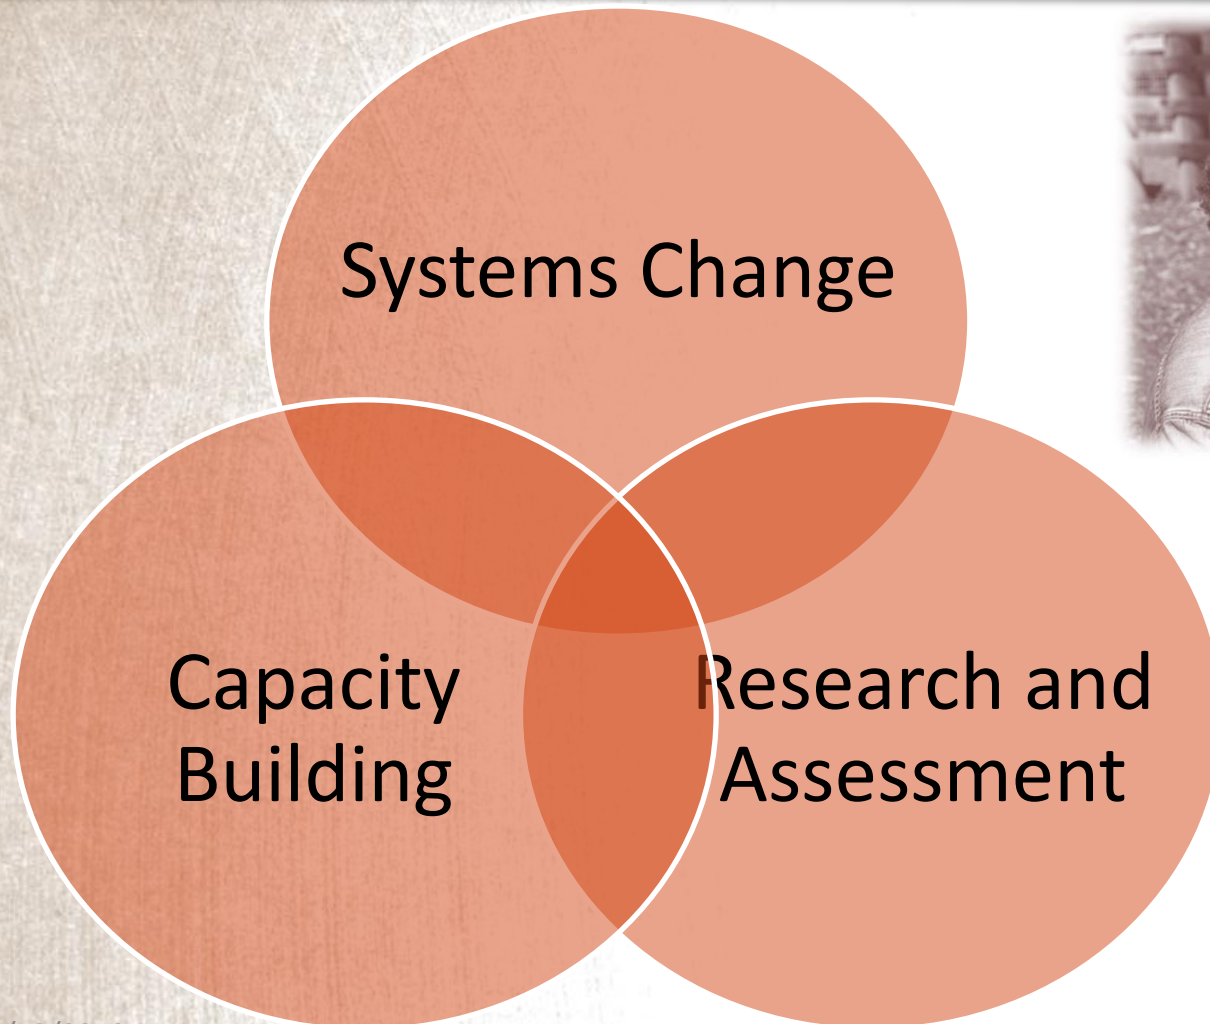 Systems Change
Capacity
Building
Research and
Assessment